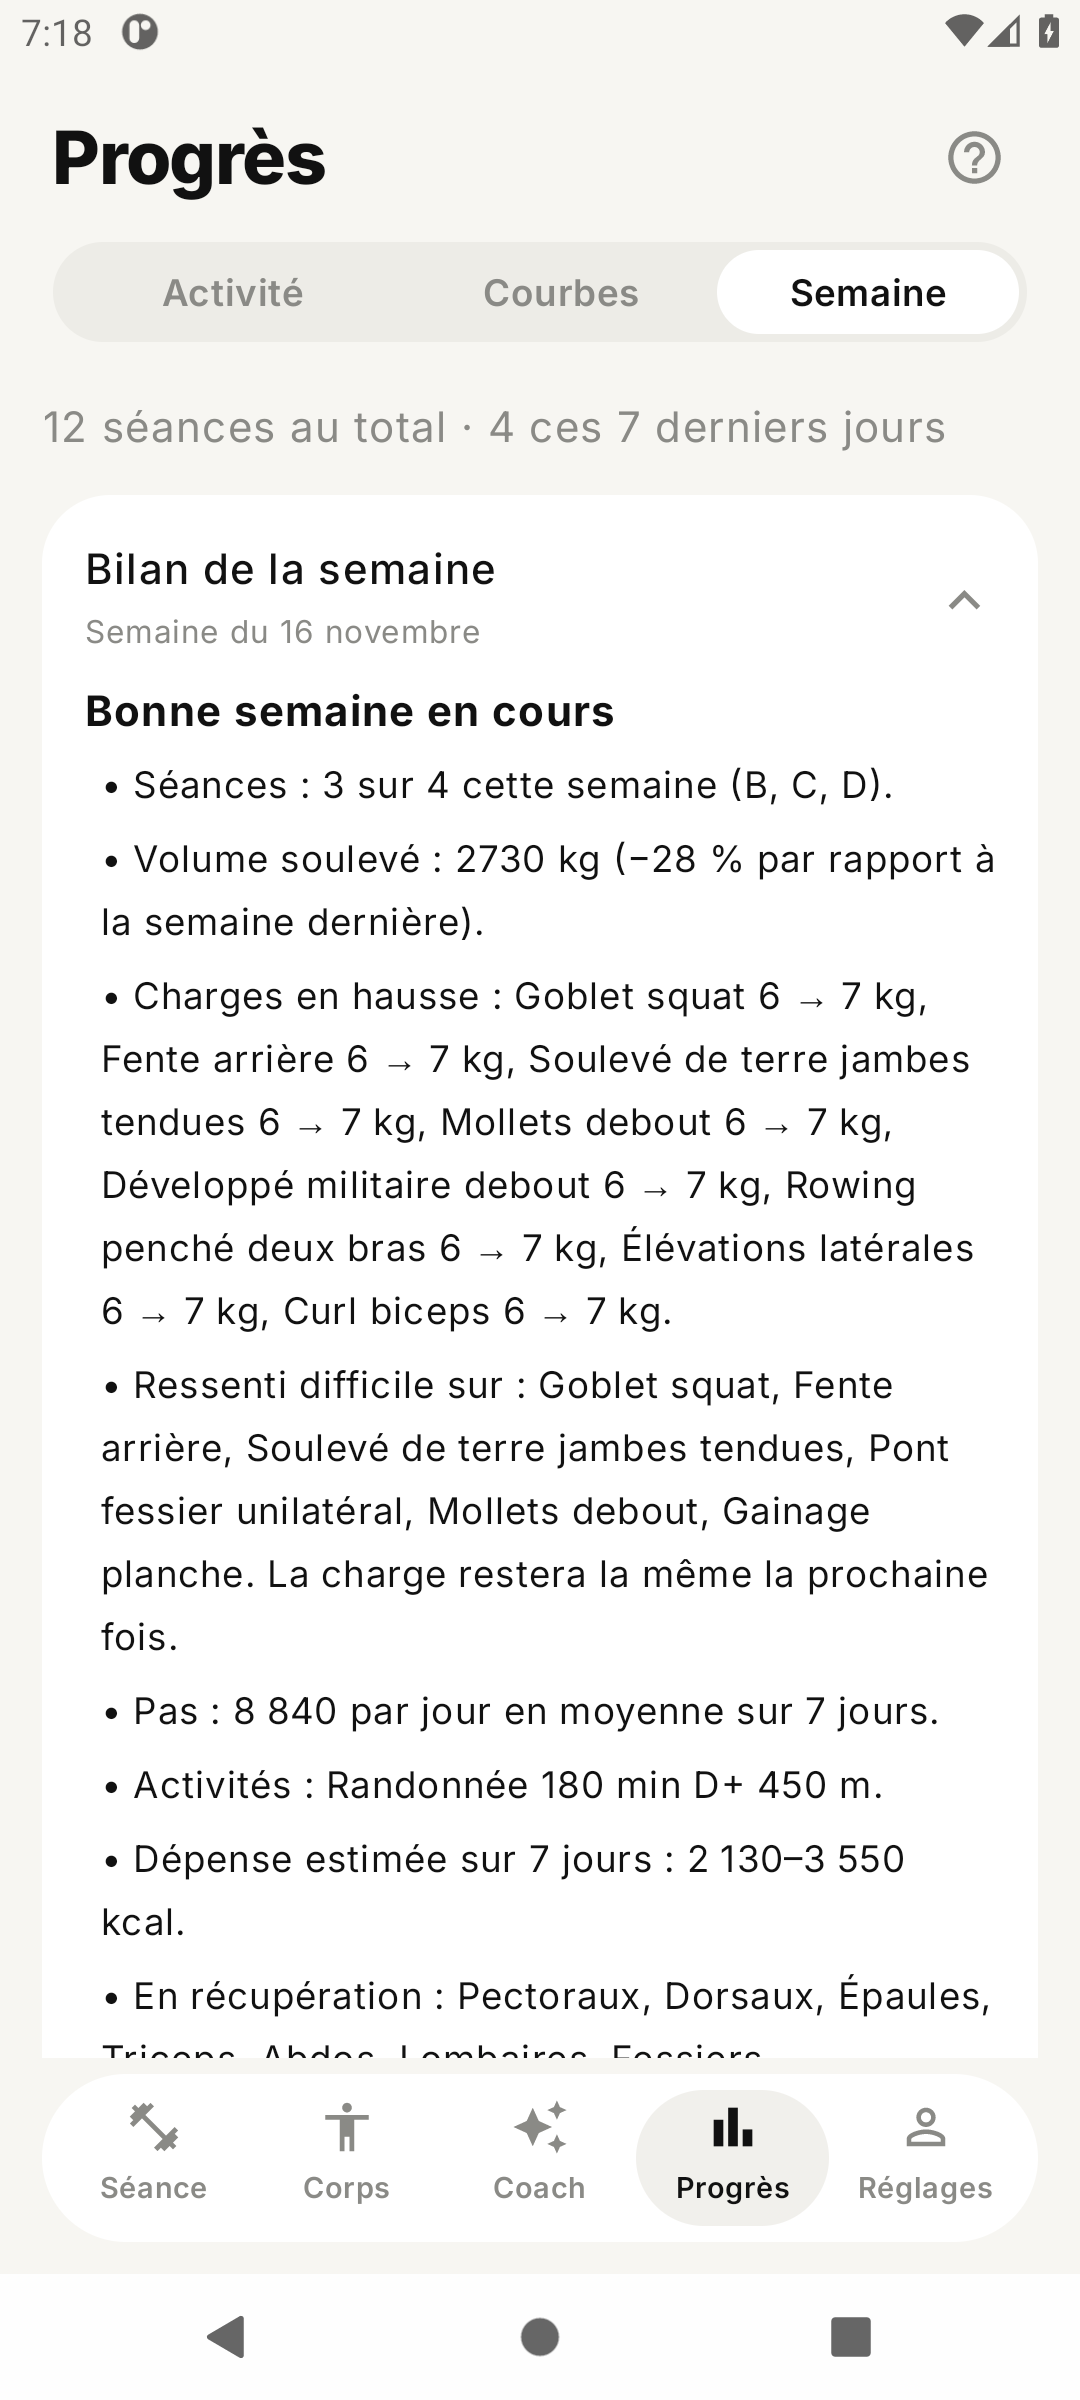 7:18
Progrès
Activité
Courbes
Semaine
12 séances au total · 4 ces 7 derniers jours
Bilan de la semaine
Semaine du 16 novembre
Bonne semaine en cours
• Séances : 3 sur 4 cette semaine (B, C, D).
• Volume soulevé : 2730 kg (−28 % par rapport à
la semaine dernière).
• Charges en hausse : Goblet squat 6 → 7 kg,
Fente arrière 6 → 7 kg, Soulevé de terre jambes
tendues 6 → 7 kg, Mollets debout 6 → 7 kg,
Développé militaire debout 6 → 7 kg, Rowing
penché deux bras 6 → 7 kg, Élévations latérales
6 → 7 kg, Curl biceps 6 → 7 kg.
• Ressenti difficile sur : Goblet squat, Fente
arrière, Soulevé de terre jambes tendues, Pont
fessier unilatéral, Mollets debout, Gainage
planche. La charge restera la même la prochaine
fois.
• Pas : 8 840 par jour en moyenne sur 7 jours.
• Activités : Randonnée 180 min D+ 450 m.
• Dépense estimée sur 7 jours : 2 130–3 550
kcal.
• En récupération : Pectoraux, Dorsaux, Épaules,
Triceps, Abdos, Lombaires, Fessiers
Séance
Corps
Coach
Progrès
Réglages